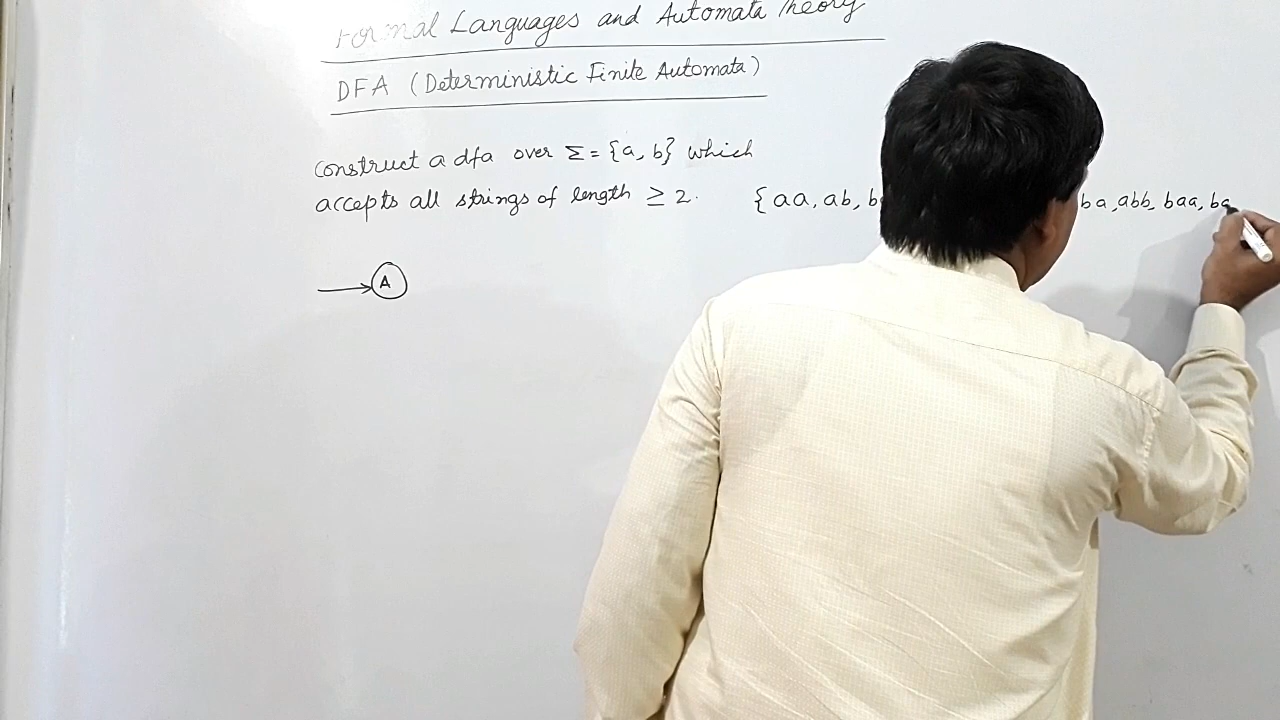 Formal Languages and Automata Theory
DFA (Deterministic Finite Automata)
construct a dfa over Σ = {a, b} which
accepts all strings of length ≥ 2. {aa, ab, ba, abb, baa, ba
A